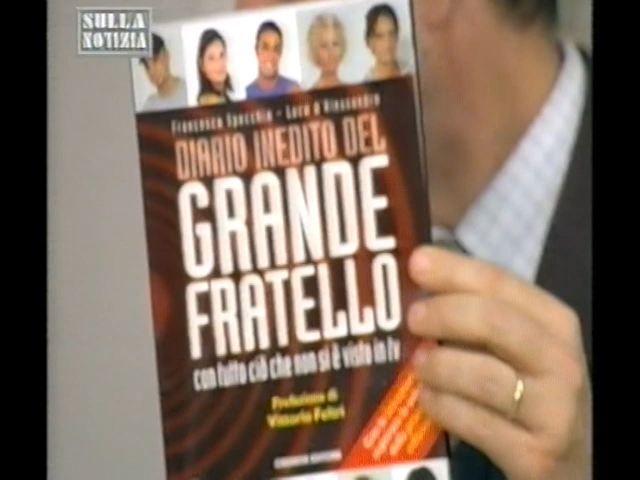 SULLA
NOTIZIA
Francesco Specchia - Luca d'Alessandro
DIARIO INEDITO DEL
GRANDE
FRATELLO
con tutto ciò che non si è visto in tv
Prefazione di
Vittorio Feltri